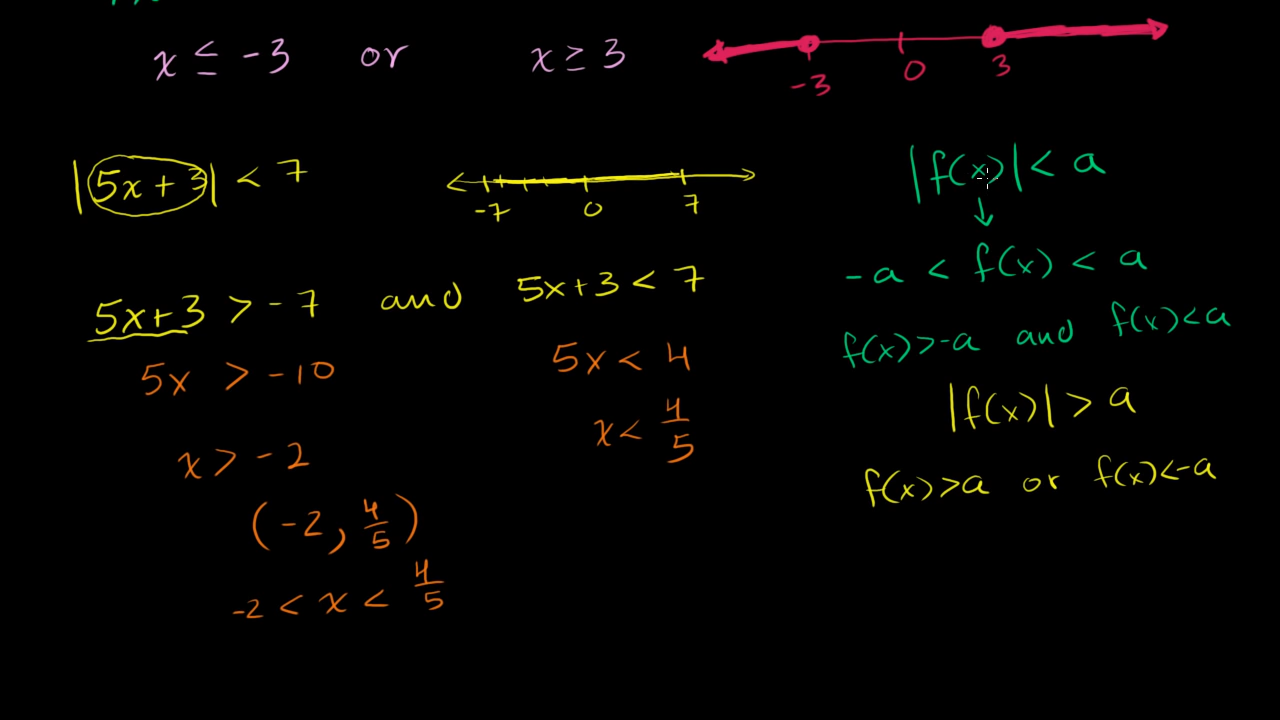 x ≤ -3 or x ≥ 3
-3 0 3
|5x + 3| < 7
-7 0 7
|f(x)| < a
-a < f(x) < a
5x+3 > -7 and 5x+3 < 7
f(x)>-a and f(x)<a
5x > -10
5x < 4
|f(x)| > a
x < 4/5
x > -2
f(x)>a or f(x)<-a
(-2, 4/5)
-2 < x < 4/5